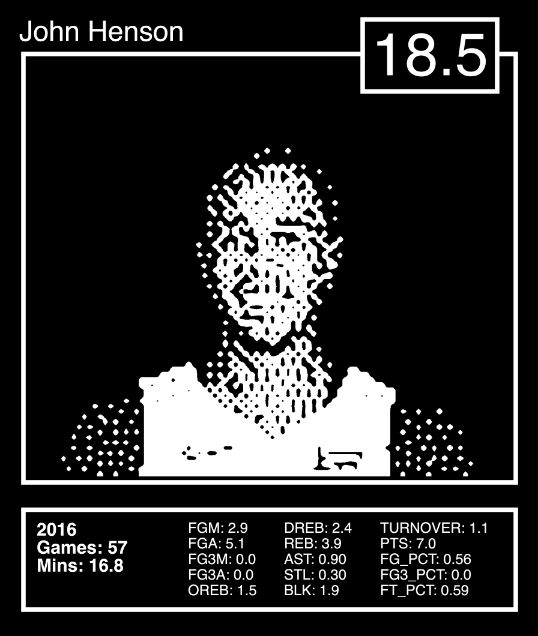 John Henson
18.5
2016
Games: 57
Mins: 16.8
FGM: 2.9
FGA: 5.1
FG3M: 0.0
FG3A: 0.0
OREB: 1.5
DREB: 2.4
REB: 3.9
AST: 0.90
STL: 0.30
BLK: 1.9
TURNOVER: 1.1
PTS: 7.0
FG_PCT: 0.56
FG3_PCT: 0.0
FT_PCT: 0.59